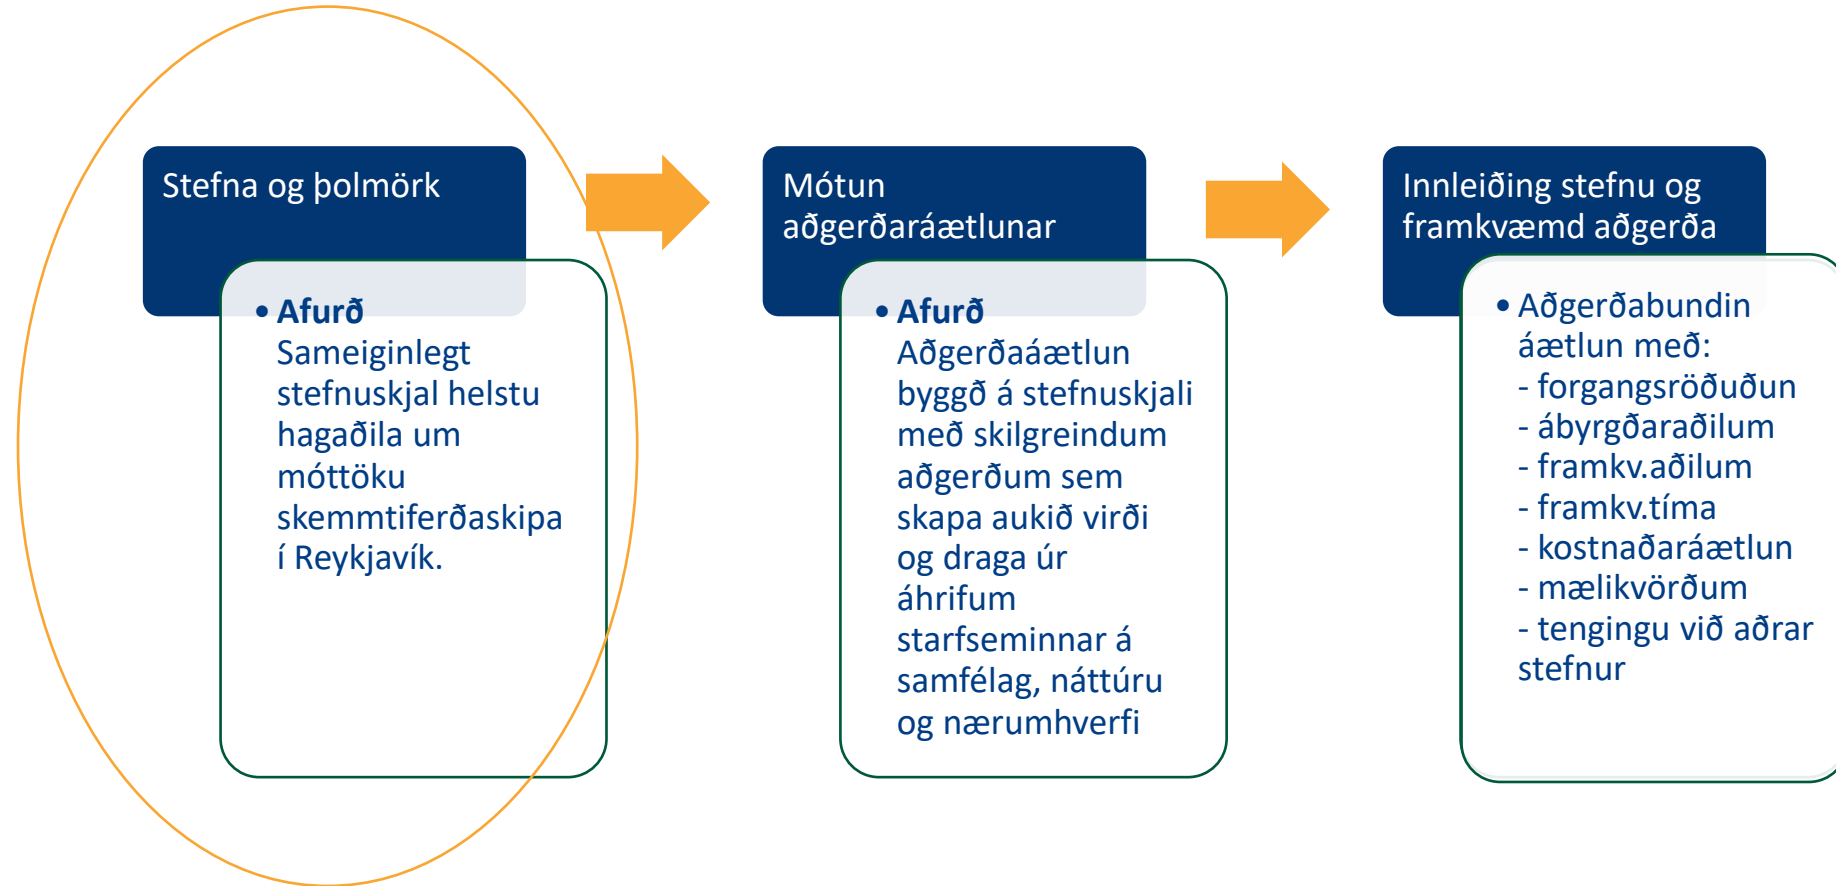 Stefna og þolmörk
• Afurð
Sameiginlegt
stefnuskjal helstu
hagaðila um
móttöku
skemmtiferðaskipa
í Reykjavík.
Mótun
aðgerðaráætlunar
• Afurð
Aðgerðaáætlun
byggð á stefnuskjali
með skilgreindum
aðgerðum sem
skapa aukið virði
og draga úr
áhrifum
starfseminnar á
samfélag, náttúru
og nærumhverfi
Innleiðing stefnu og
framkvæmd aðgerða
• Aðgerðabundin
áætlun með:
- forgangsröðuðun
- ábyrgðaraðilum
- framkv.aðilum
- framkv.tíma
- kostnaðaráætlun
- mælikvörðum
- tengingu við aðrar
stefnur